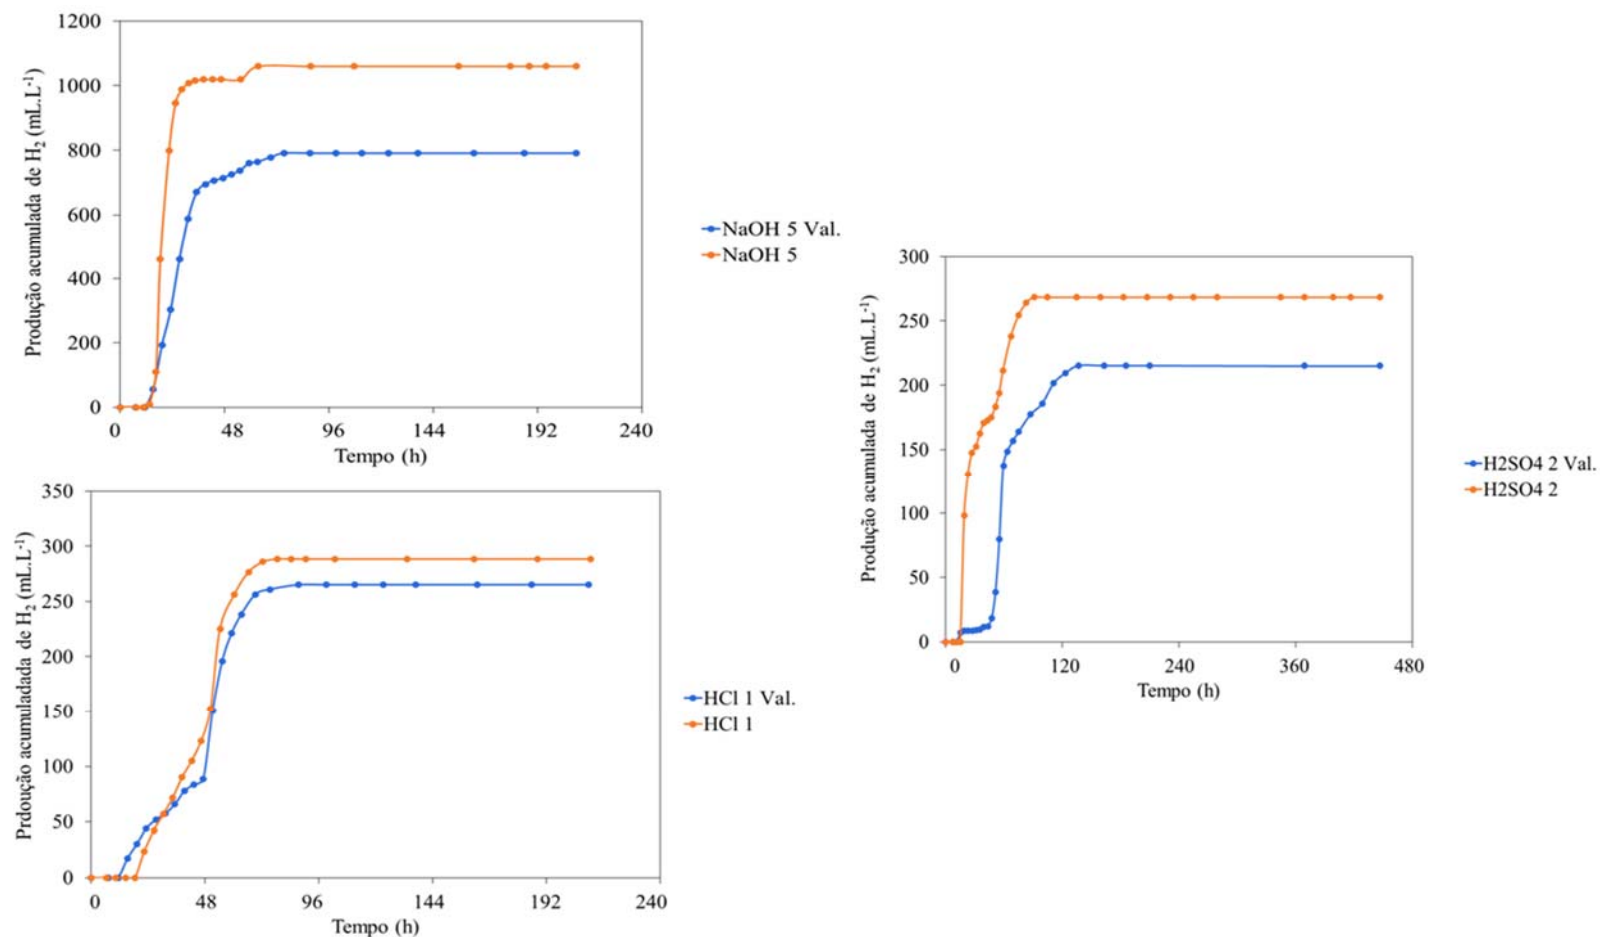 1200
1000
800
600
400
200
0
Produção acumulada de H2 (mL.L-1)
0 48 96 144 192 240
Tempo (h)
NaOH 5 Val.
NaOH 5
350
300
250
200
150
100
50
0
Prdoução acumuladada de H2 (mL.L-1)
0 48 96 144 192 240
Tempo (h)
HCl 1 Val.
HCl 1
300
250
200
150
100
50
0
Produção acumulada de H2 (mL.L-1)
0 120 240 360 480
Tempo (h)
H2SO4 2 Val.
H2SO4 2